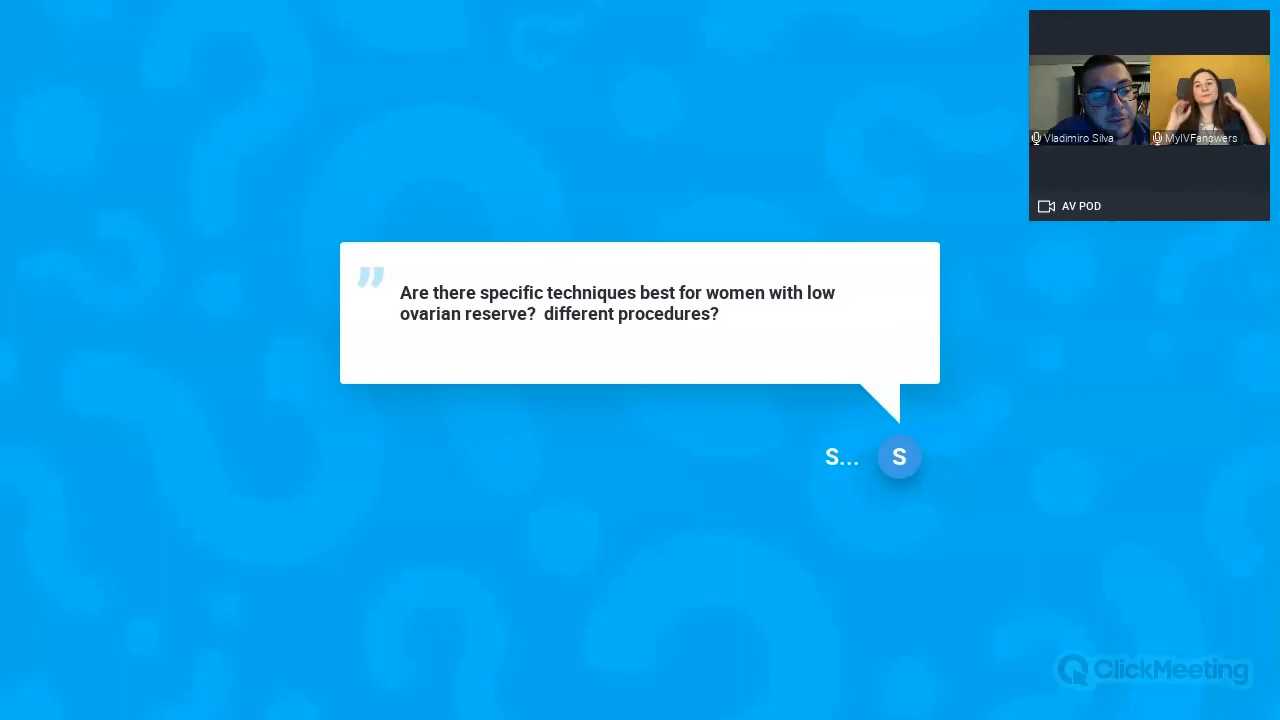 Vladimiro Silva
MyIVFanswers
AV POD
”
Are there specific techniques best for women with low
ovarian reserve?  different procedures?
S...
S
ClickMeeting